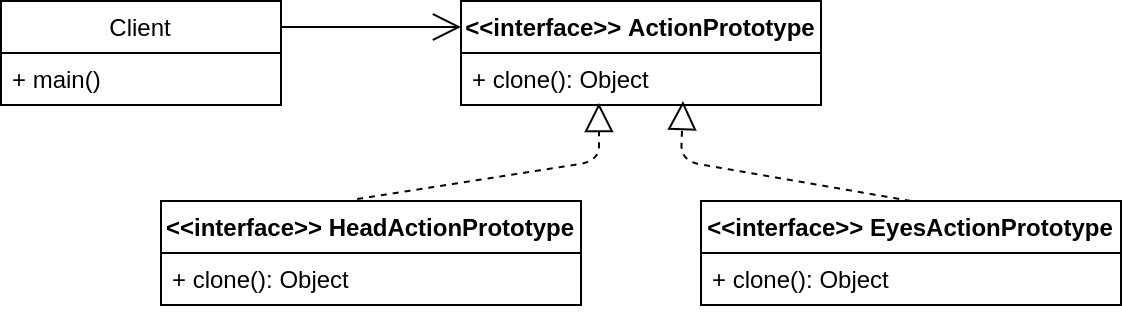 Client
<<interface>> ActionPrototype
+ main()
+ clone(): Object
<<interface>> HeadActionPrototype
<<interface>> EyesActionPrototype
+ clone(): Object
+ clone(): Object